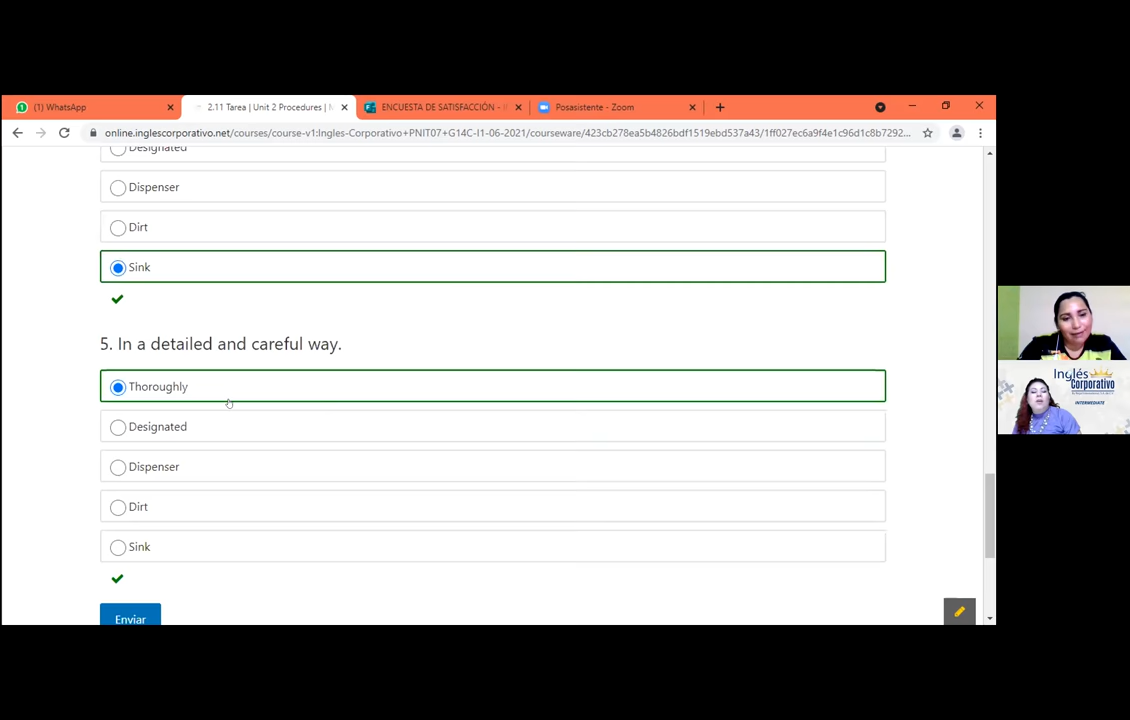 (1) WhatsApp
2.11 Tarea | Unit 2 Procedures |
ENCUESTA DE SATISFACCIÓN -
Posasistente - Zoom
online.inglescorporativo.net/courses/course-v1:Ingles-Corporativo+PNIT07+G14C-I1-06-2021/courseware/423cb278ea5b4826bdf1519ebd537a43/1ff027ec6a9f4e1c96d1c8b7292...
Designated
Dispenser
Dirt
Sink
5. In a detailed and careful way.
Thoroughly
Designated
Dispenser
Dirt
Sink
Enviar
Inglés
Corporativo
INTERMEDIATE